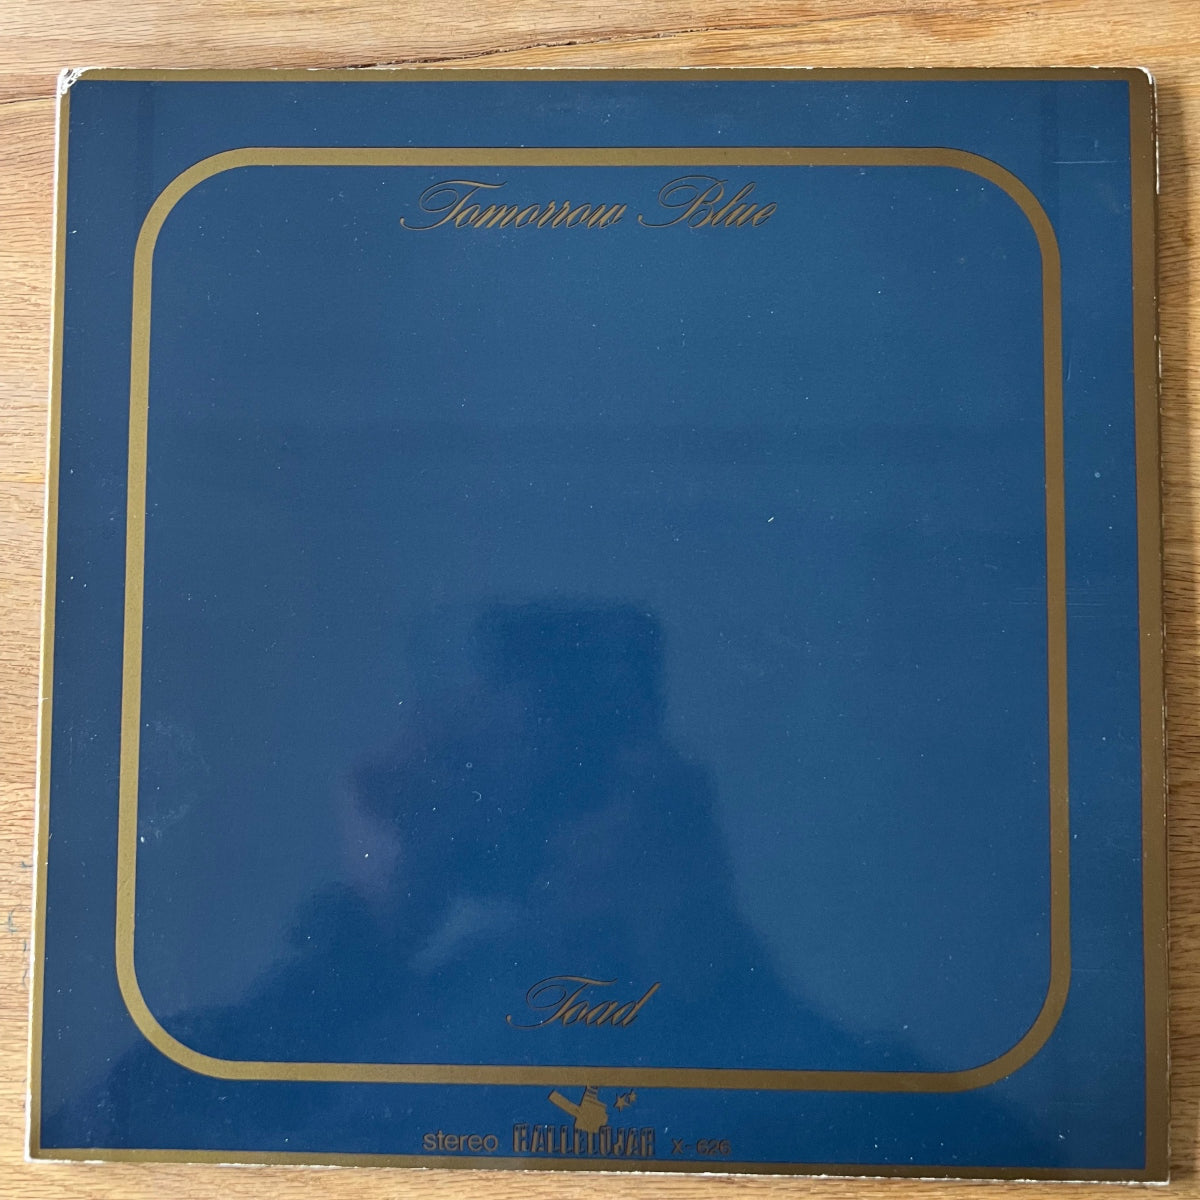 Tomorrow Blue
Toad
stereo HALLELUJAH X-626